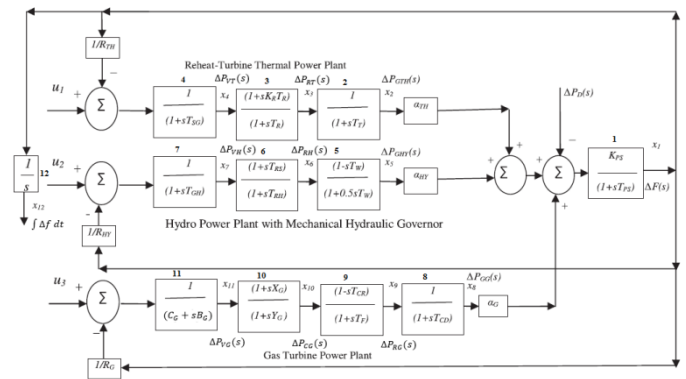 1/R_TH
Reheat-Turbine Thermal Power Plant
u_1 + − Σ
4 ΔP_VT(s) 3 ΔP_RT(s) 2 ΔP_GTH(s)
1 / (1+sT_SG) x_4 (1+sK_RT_R) / (1+sT_R) x_3 1 / (1+sT_T) x_2 α_TH
ΔP_D(s)
1/s 12
x_12
∫ Δf dt
u_2 + − Σ
7 ΔP_VH(s) 6 ΔP_RH(s) 5 ΔP_GHY(s)
1 / (1+sT_GH) x_7 (1+sT_RS) / (1+sT_RH) x_6 (1-sT_W) / (1+0.5sT_W) x_5 α_HY
+ + Σ + − + Σ
1 x_1
K_PS / (1+sT_PS) ΔF(s)
1/R_HY
Hydro Power Plant with Mechanical Hydraulic Governor
u_3 + − Σ
11 10 9 8 ΔP_GG(s)
1 / (C_G + sB_G) x_11 (1+sX_G) / (1+sY_G) x_10 (1-sT_CR) / (1+sT_F) x_9 1 / (1+sT_CD) x_8 α_G
ΔP_VG(s) ΔP_CG(s) ΔP_RG(s)
Gas Turbine Power Plant
1/R_G